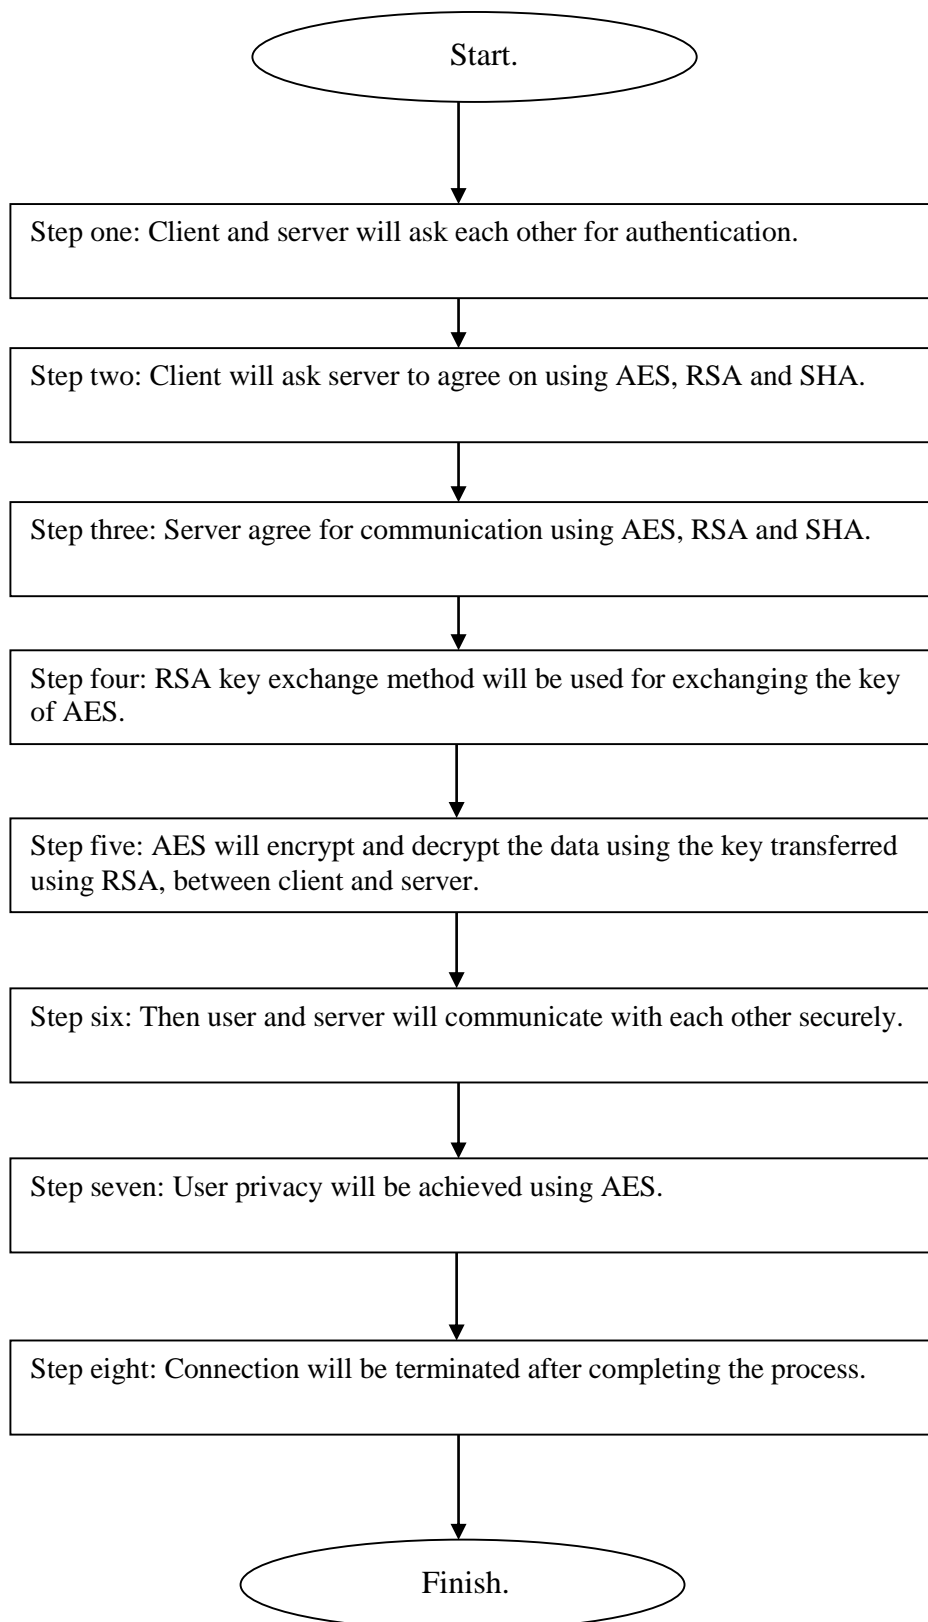 Start.
Step one: Client and server will ask each other for authentication.
Step two: Client will ask server to agree on using AES, RSA and SHA.
Step three: Server agree for communication using AES, RSA and SHA.
Step four: RSA key exchange method will be used for exchanging the key
of AES.
Step five: AES will encrypt and decrypt the data using the key transferred
using RSA, between client and server.
Step six: Then user and server will communicate with each other securely.
Step seven: User privacy will be achieved using AES.
Step eight: Connection will be terminated after completing the process.
Finish.